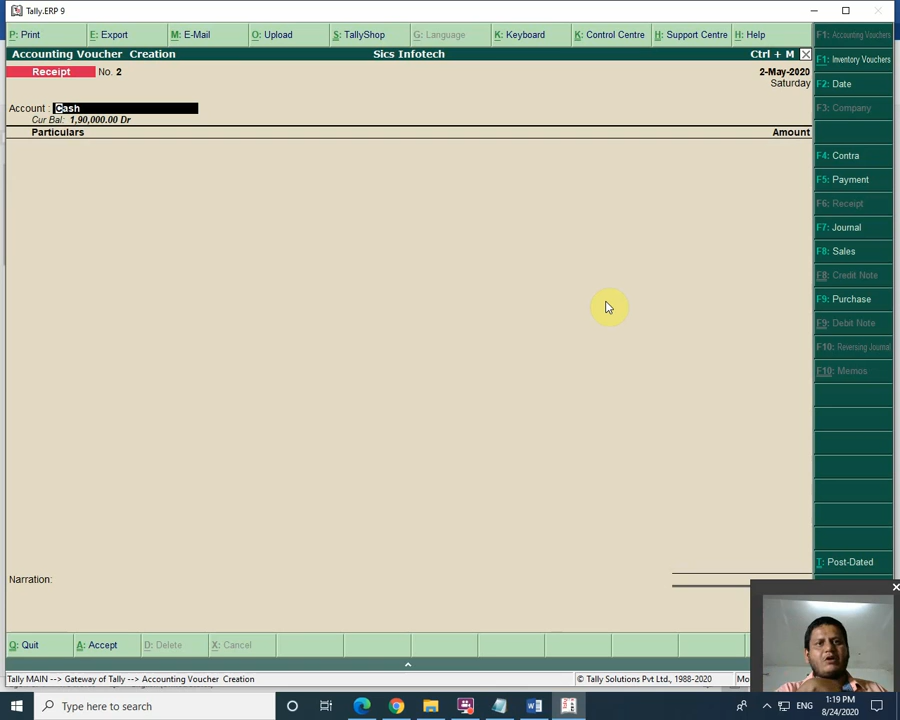 Tally.ERP 9
P: Print
E: Export
M: E-Mail
O: Upload
S: TallyShop
G: Language
K: Keyboard
K: Control Centre
H: Support Centre
H: Help
F1: Accounting Vouchers
Accounting Voucher Creation
Sics Infotech
Ctrl + M
F1: Inventory Vouchers
Receipt
No. 2
2-May-2020
Saturday
F2: Date
F3: Company
Account : Cash
Cur Bal: 1,90,000.00 Dr
Particulars
Amount
F4: Contra
F5: Payment
F6: Receipt
F7: Journal
F8: Sales
F8: Credit Note
F9: Purchase
F9: Debit Note
F10: Reversing Journal
F10: Memos
T: Post-Dated
Narration:
Q: Quit
A: Accept
D: Delete
X: Cancel
Tally MAIN --> Gateway of Tally --> Accounting Voucher Creation
© Tally Solutions Pvt Ltd., 1988-2020
Type here to search
ENG
1:19 PM
8/24/2020